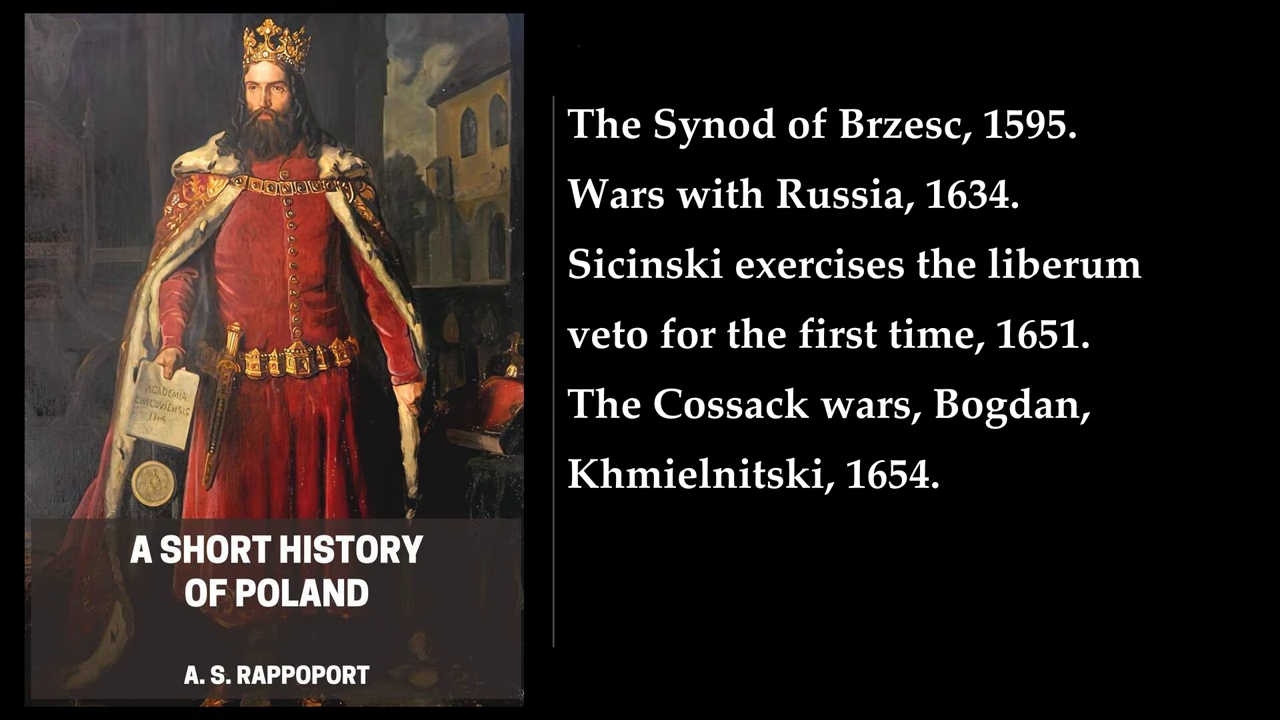 ACADEMIA
A SHORT HISTORY
OF POLAND
A. S. RAPPOPORT
The Synod of Brzesc, 1595.
Wars with Russia, 1634.
Sicinski exercises the liberum
veto for the first time, 1651.
The Cossack wars, Bogdan,
Khmielnitski, 1654.